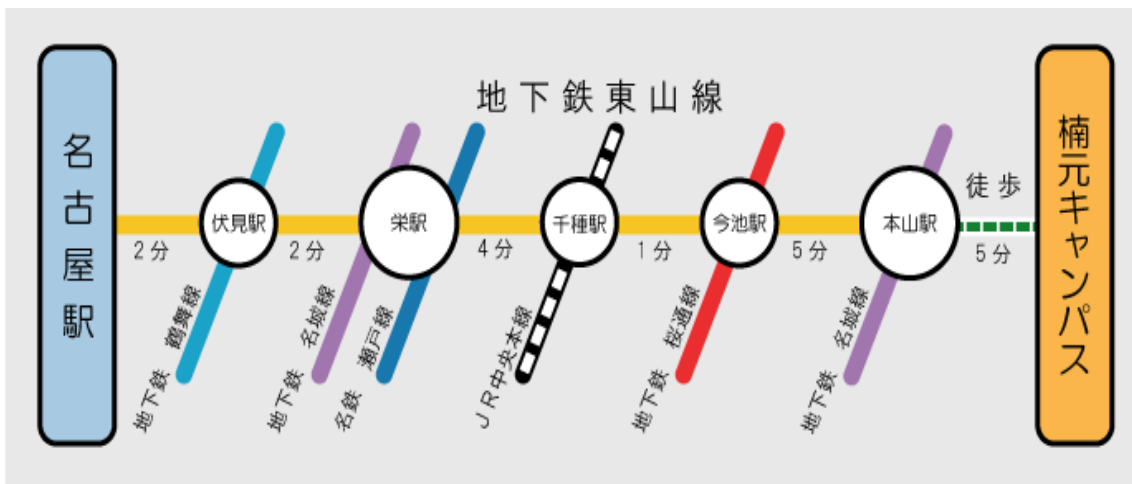 地下鉄東山線
名古屋駅
伏見駅
栄駅
千種駅
今池駅
本山駅
徒歩
楠元キャンパス
2分
2分
4分
1分
5分
5分
地下鉄 鶴舞線
地下鉄 名城線
名鉄 瀬戸線
JR中央本線
地下鉄 桜通線
地下鉄 名城線